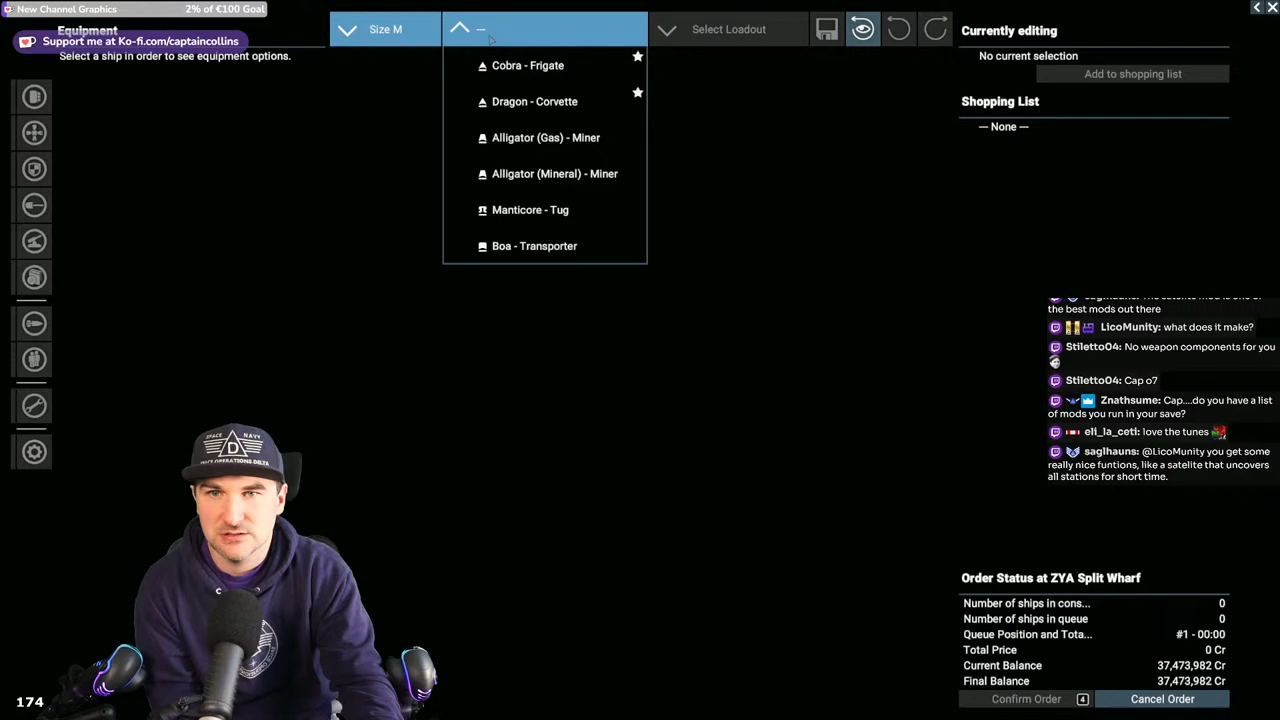 New Channel Graphics 2% of €100 Goal
Equipment
Support me at Ko-fi.com/captaincollins
Select a ship in order to see equipment options.
Size M
---
Select Loadout
Cobra - Frigate
Dragon - Corvette
Alligator (Gas) - Miner
Alligator (Mineral) - Miner
Manticore - Tug
Boa - Transporter
Currently editing
No current selection
Add to shopping list
Shopping List
--- None ---
best mods out there
LicoMunity: what does it make?
Stiletto04: No weapon components for you
Stiletto04: Cap o7
Znathsume: Cap....do you have a list
of mods you run in your save?
eli_la_ceti: love the tunes
saglhauns: @LicoMunity you get some
really nice funtions, like a satelite that uncovers
all stations for short time.
SPACE NAVY
D
SPACE OPERATIONS DELTA
174
Order Status at ZYA Split Wharf
Number of ships in cons... 0
Number of ships in queue 0
Queue Position and Tota... #1 - 00:00
Total Price 0 Cr
Current Balance 37,473,982 Cr
Final Balance 37,473,982 Cr
Confirm Order 4 Cancel Order